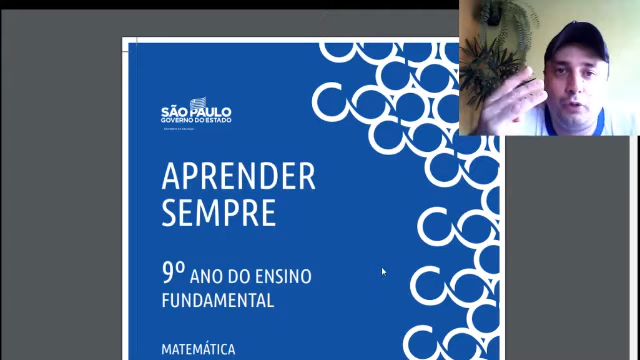 SÃO PAULO
GOVERNO DO ESTADO
APRENDER
SEMPRE
9º ANO DO ENSINO
FUNDAMENTAL
MATEMÁTICA